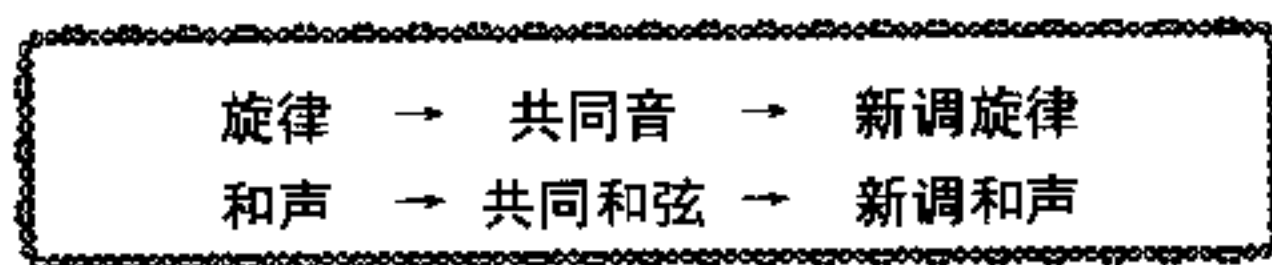 旋律 → 共同音 → 新调旋律
和声 → 共同和弦 → 新调和声